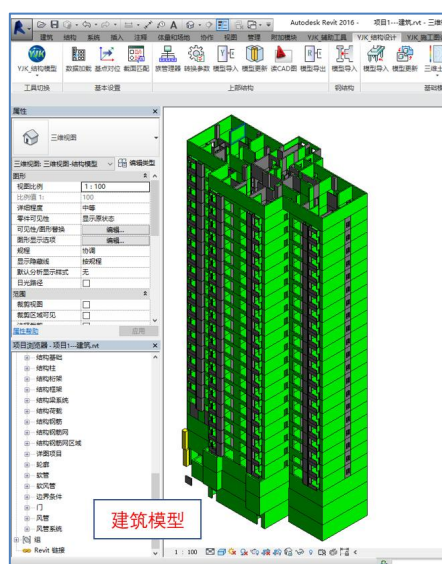 Autodesk Revit 2016 - 项目1---建筑.rvt -
建筑 结构 系统 插入 注释 体量和场地 协作 视图 管理 附加模块 YJK_辅助工具 YJK_结构设计 YJK_施工图
YJK_结构模型 数据加载 基点对位 截面匹配 族管理器 转换参数 模型导入 模型更新 读CAD图 模型导出 模型导入 模型导入 模型更新 三维
工具切换 基本设置 上部结构 钢结构 基础模
属性
三维视图
三维视图: 三维视图-结构模型 编辑类型
图形
视图比例 1 : 100
比例值 1: 100
详细程度 中等
零件可见性 显示原状态
可见性/图形替换 编辑...
图形显示选项 编辑...
规程 协调
显示隐藏线 按规程
默认分析显示样式 无
日光路径
范围
裁剪视图
裁剪区域可见
属性帮助 应用
项目浏览器 - 项目1---建筑.rvt
结构基础
结构柱
结构桁架
结构框架
结构梁系统
结构荷载
结构钢筋
结构钢筋网
结构钢筋网区域
详图项目
轮廓
软管
软风管
边界条件
门
风管
风管系统
组
Revit 链接
建筑模型
1 : 100